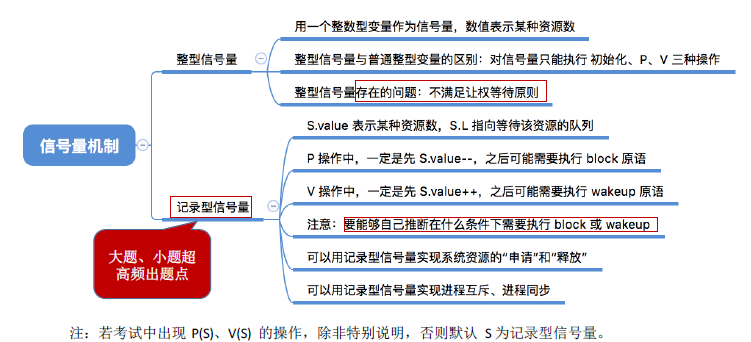 信号量机制
整型信号量
用一个整数型变量作为信号量，数值表示某种资源数
整型信号量与普通整型变量的区别：对信号量只能执行 初始化、P、V 三种操作
整型信号量存在的问题：不满足让权等待原则
记录型信号量
S.value 表示某种资源数，S.L 指向等待该资源的队列
P 操作中，一定是先 S.value--，之后可能需要执行 block 原语
V 操作中，一定是先 S.value++，之后可能需要执行 wakeup 原语
注意：要能够自己推断在什么条件下需要执行 block 或 wakeup
可以用记录型信号量实现系统资源的“申请”和“释放”
可以用记录型信号量实现进程互斥、进程同步
大题、小题超
高频出题点
注：若考试中出现 P(S)、V(S) 的操作，除非特别说明，否则默认 S 为记录型信号量。